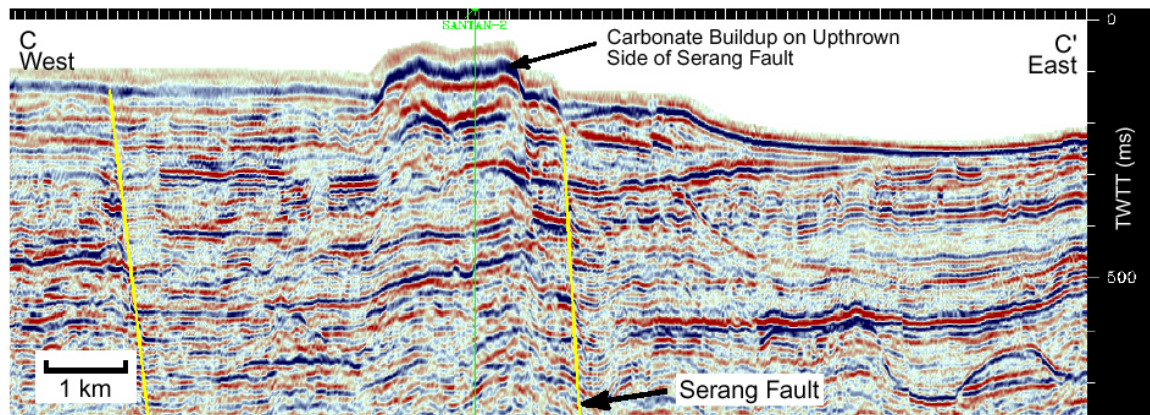 SANTAN-2
C
West
Carbonate Buildup on Upthrown
Side of Serang Fault
C'
East
0
TWTT (ms)
500
1 km
Serang Fault